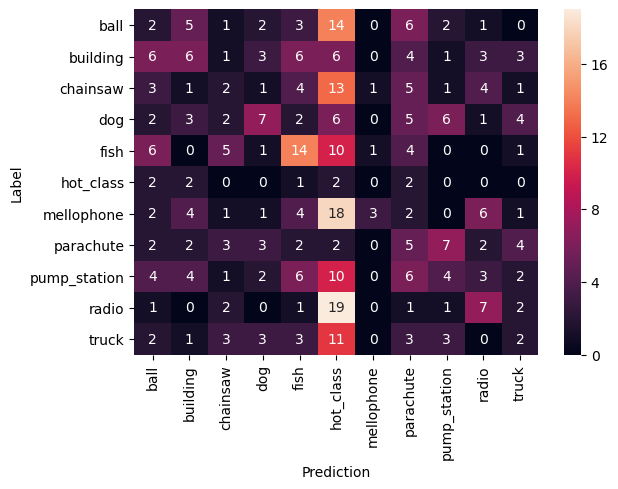 ball 2 5 1 2 3 14 0 6 2 1 0
building 6 6 1 3 6 6 0 4 1 3 3
chainsaw 3 1 2 1 4 13 1 5 1 4 1
dog 2 3 2 7 2 6 0 5 6 1 4
fish 6 0 5 1 14 10 1 4 0 0 1
hot_class 2 2 0 0 1 2 0 2 0 0 0
mellophone 2 4 1 1 4 18 3 2 0 6 1
parachute 2 2 3 3 2 2 0 5 7 2 4
pump_station 4 4 1 2 6 10 0 6 4 3 2
radio 1 0 2 0 1 19 0 1 1 7 2
truck 2 1 3 3 3 11 0 3 3 0 2
Label
ball building chainsaw dog fish hot_class mellophone parachute pump_station radio truck
Prediction
16
12
8
4
0